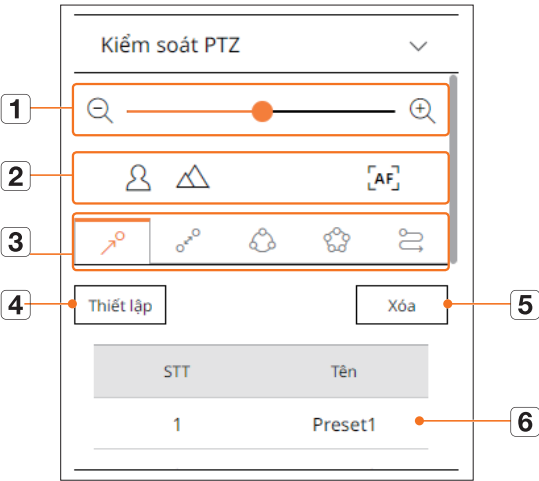 Kiểm soát PTZ
1
2
AF
3
4 Thiết lập Xóa 5
STT Tên
1 Preset1 6